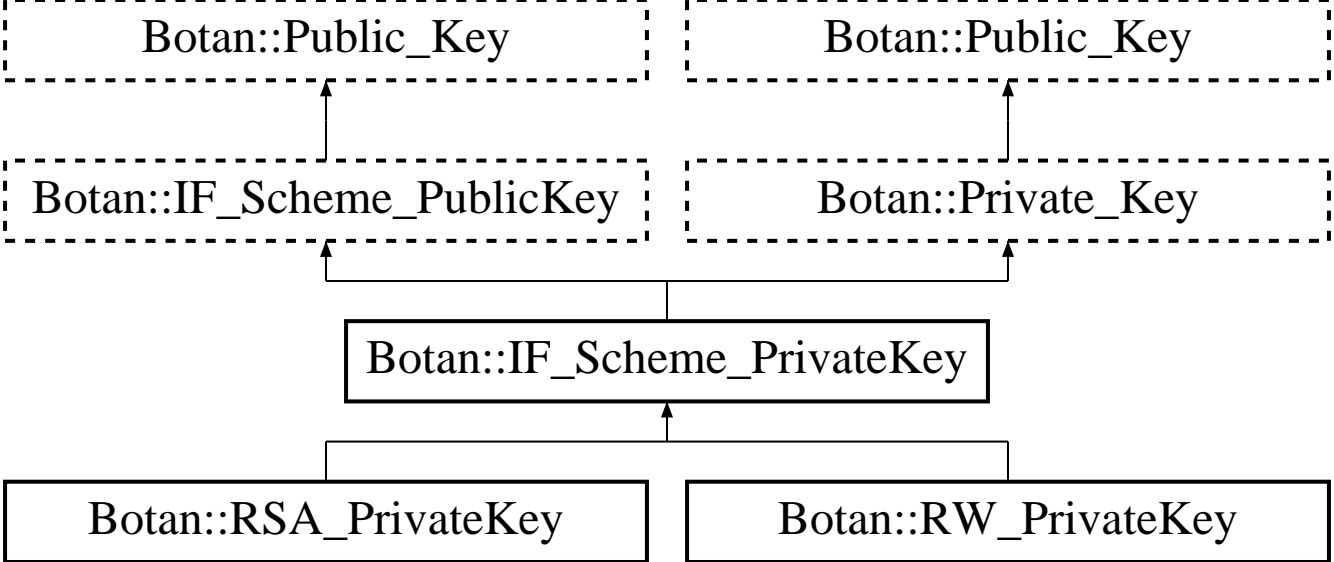 Botan::Public_Key
Botan::Public_Key
Botan::IF_Scheme_PublicKey
Botan::Private_Key
Botan::IF_Scheme_PrivateKey
Botan::RSA_PrivateKey
Botan::RW_PrivateKey